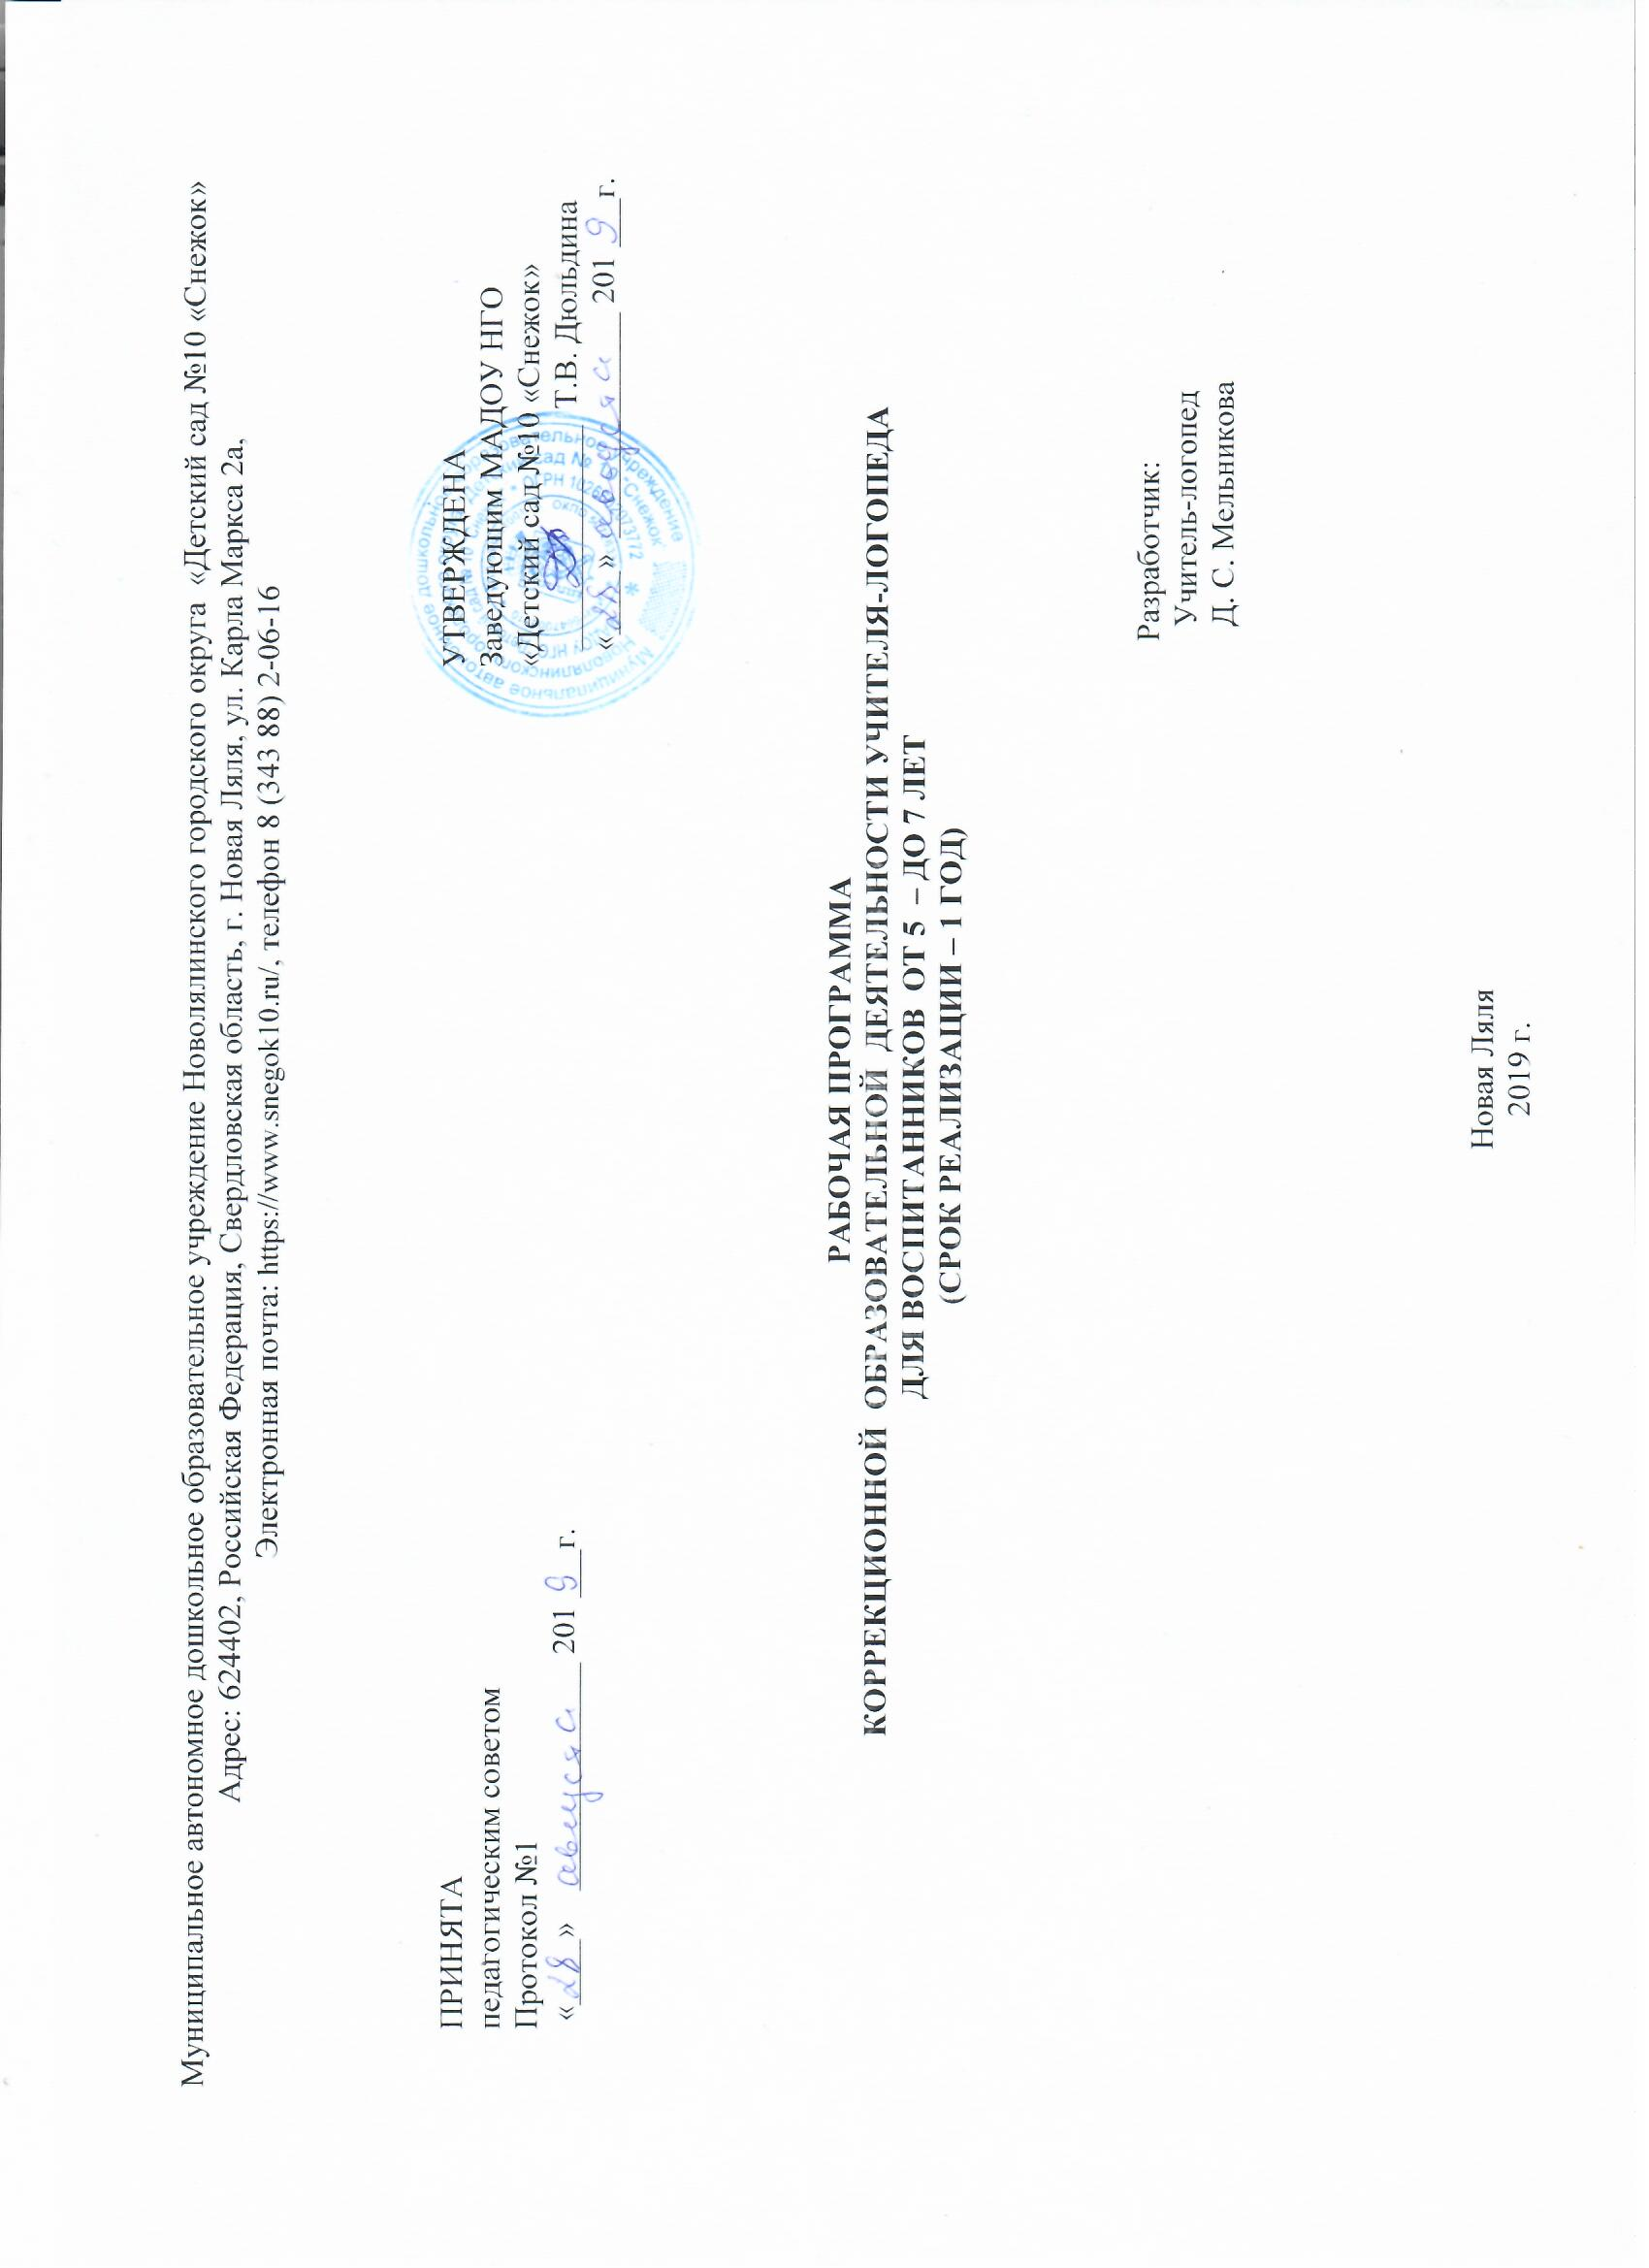 Муниципальное автономное дошкольное образовательное учреждение Новолялинского городского округа «Детский сад №10 «Снежок»
Адрес: 624402, Российская Федерация, Свердловская область, г. Новая Ляля, ул. Карла Маркса 2а,
Электронная почта: https://www.snegok10.ru/, телефон 8 (343 88) 2-06-16
ПРИНЯТА
педагогическим советом
Протокол №1
«28» августа 2019 г.
УТВЕРЖДЕНА
Заведующим МАДОУ НГО
«Детский сад №10 «Снежок»
Т.В. Дюльдина
«28» августа 2019 г.
РАБОЧАЯ ПРОГРАММА
КОРРЕКЦИОННОЙ ОБРАЗОВАТЕЛЬНОЙ ДЕЯТЕЛЬНОСТИ УЧИТЕЛЯ-ЛОГОПЕДА
ДЛЯ ВОСПИТАННИКОВ ОТ 5 – ДО 7 ЛЕТ
(СРОК РЕАЛИЗАЦИИ – 1 ГОД)
Разработчик:
Учитель-логопед
Д. С. Мельникова
Новая Ляля
2019 г.